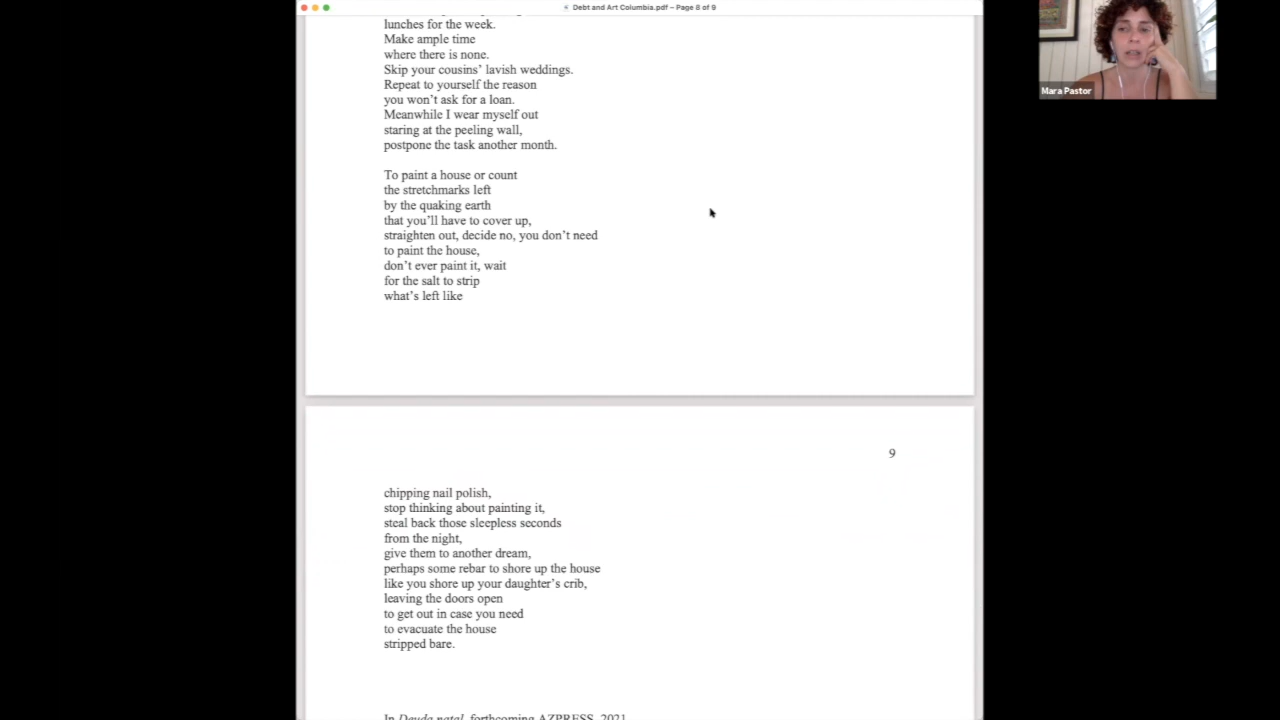 Debt and Art Columbia.pdf – Page 8 of 9
Mara Pastor
lunches for the week.
Make ample time
where there is none.
Skip your cousins’ lavish weddings.
Repeat to yourself the reason
you won’t ask for a loan.
Meanwhile I wear myself out
staring at the peeling wall,
postpone the task another month.
To paint a house or count
the stretchmarks left
by the quaking earth
that you’ll have to cover up,
straighten out, decide no, you don’t need
to paint the house,
don’t ever paint it, wait
for the salt to strip
what’s left like
9
chipping nail polish,
stop thinking about painting it,
steal back those sleepless seconds
from the night,
give them to another dream,
perhaps some rebar to shore up the house
like you shore up your daughter’s crib,
leaving the doors open
to get out in case you need
to evacuate the house
stripped bare.
In Deuda natal, forthcoming AZPRESS, 2021